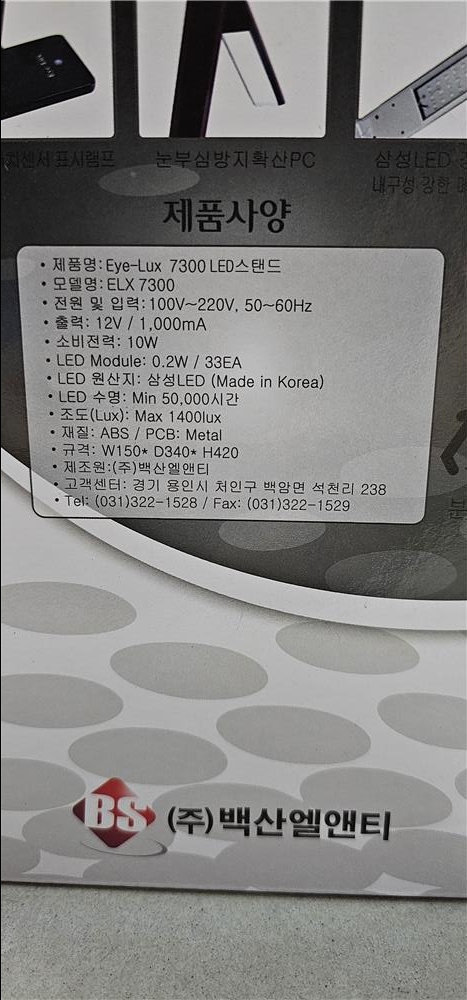 Eye-Lux
표시램프
눈부심방지확산PC
삼성LED
내구성 강한
제품사양
• 제품명: Eye-Lux 7300 LED스탠드
• 모델명: ELX 7300
• 전원 및 입력: 100V~220V, 50~60Hz
• 출력: 12V / 1,000mA
• 소비전력: 10W
• LED Module: 0.2W / 33EA
• LED 원산지: 삼성LED (Made in Korea)
• LED 수명: Min 50,000시간
• 조도(Lux): Max 1400lux
• 재질: ABS / PCB: Metal
• 규격: W150* D340* H420
• 제조원: (주)백산엘앤티
• 고객센터: 경기 용인시 처인구 백암면 석천리 238
• Tel: (031)322-1528 / Fax: (031)322-1529
BS (주)백산엘앤티